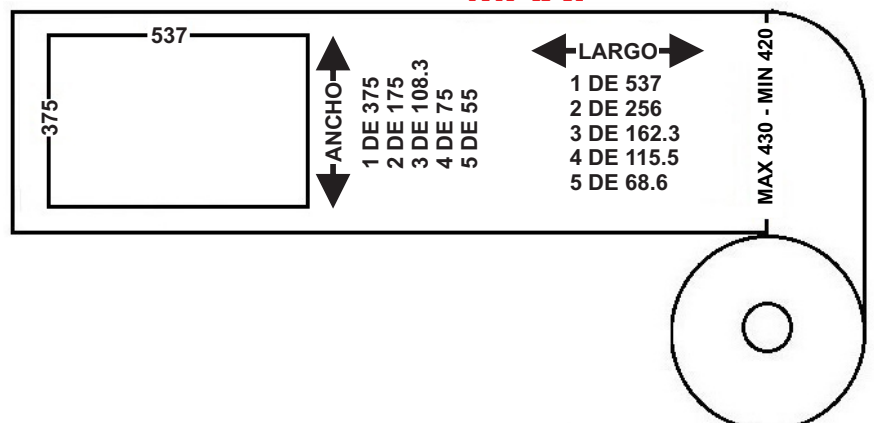 537
375
ANCHO
1 DE 375
2 DE 175
3 DE 108.3
4 DE 75
5 DE 55
LARGO
1 DE 537
2 DE 256
3 DE 162.3
4 DE 115.5
5 DE 68.6
MAX 430 - MIN 420